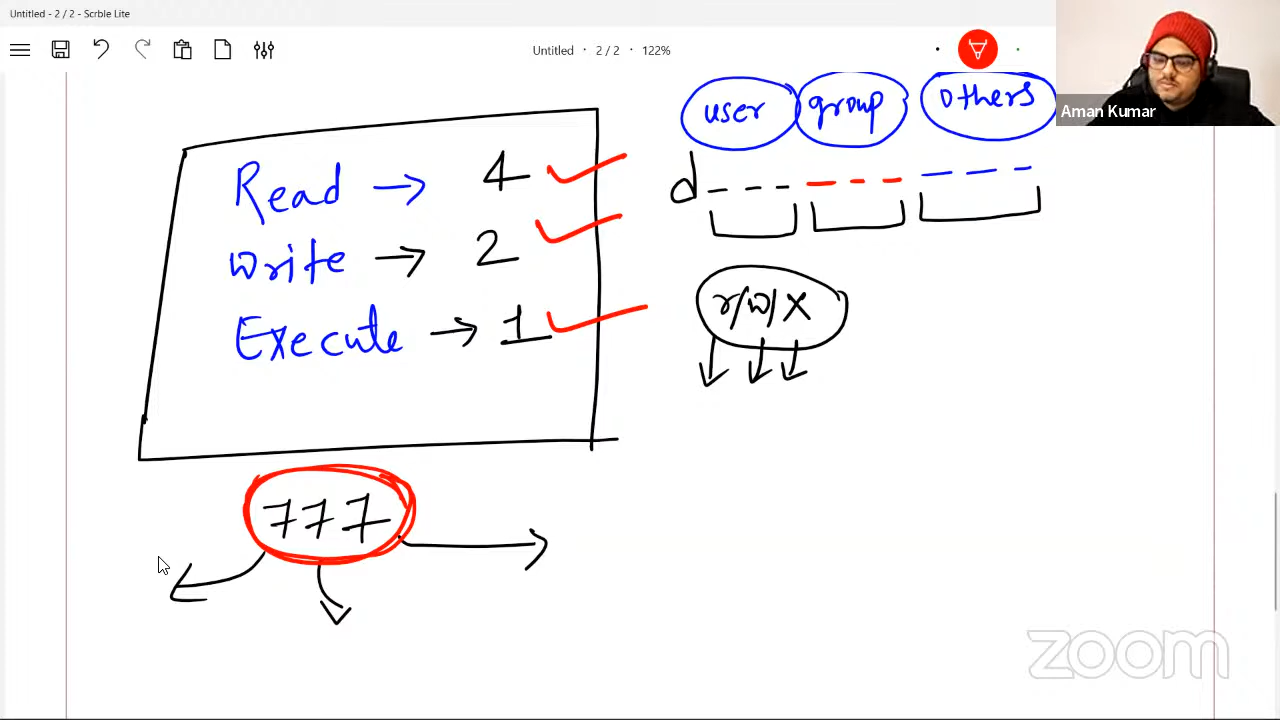 Untitled - 2 / 2 - Scrble Lite
Untitled · 2 / 2 · 122%
Aman Kumar
user group others
d --- --- ---
Read → 4
Write → 2
Execute → 1
r/w/x
777
zoom